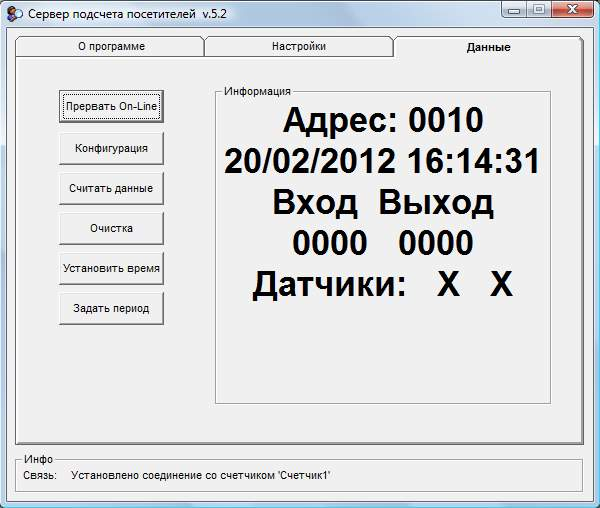 Сервер подсчета посетителей v.5.2
О программе
Настройки
Данные
Прервать On-Line
Конфигурация
Считать данные
Очистка
Установить время
Задать период
Информация
Адрес: 0010
20/02/2012 16:14:31
Вход Выход
0000 0000
Датчики: X X
Инфо
Связь: Установлено соединение со счетчиком 'Счетчик1'